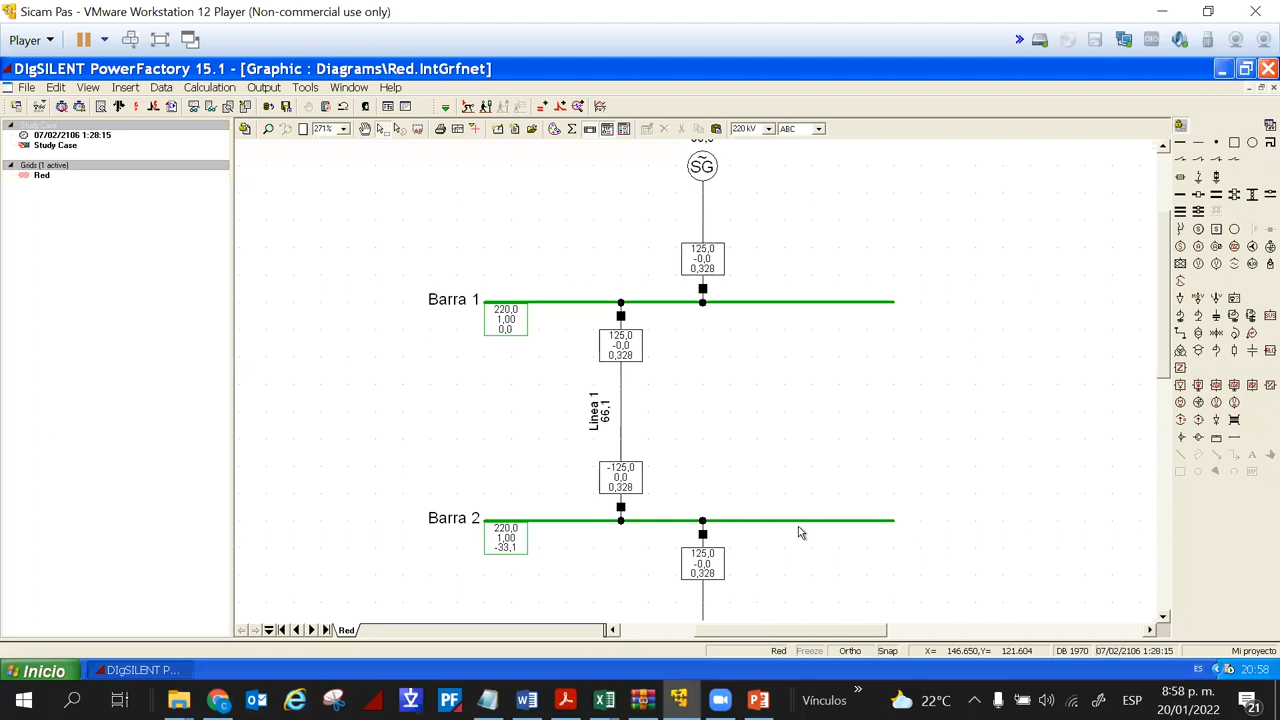 Sicam Pas - VMware Workstation 12 Player (Non-commercial use only)
Player
DIgSILENT PowerFactory 15.1 - [Graphic : Diagrams\Red.IntGrfnet]
File Edit View Insert Data Calculation Output Tools Window Help
Study Case
07/02/2106 1:28:15
Study Case
Grids (1 active)
Red
271%
220 kV
ABC
SG
125,0
-0,0
0,328
Barra 1
220,0
1,00
0,0
125,0
-0,0
0,328
Linea 1
66,1
-125,0
0,0
0,328
Barra 2
220,0
1,00
-33,1
125,0
-0,0
0,328
Red
Red Freeze Ortho Snap X= 146.650,Y= 121.604 DB 1970 07/02/2106 1:28:15 Mi proyecto
Inicio
DIgSILENT P...
ES
20:58
Vínculos
22°C
ESP
8:58 p. m.
20/01/2022
21